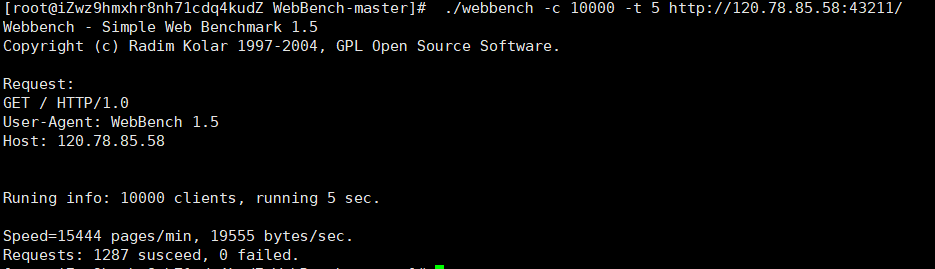 [root@iZwz9hmxhr8nh71cdq4kudZ WebBench-master]#  ./webbench -c 10000 -t 5 http://120.78.85.58:43211/
Webbench - Simple Web Benchmark 1.5
Copyright (c) Radim Kolar 1997-2004, GPL Open Source Software.

Request:
GET / HTTP/1.0
User-Agent: WebBench 1.5
Host: 120.78.85.58

Runing info: 10000 clients, running 5 sec.

Speed=15444 pages/min, 19555 bytes/sec.
Requests: 1287 susceed, 0 failed.